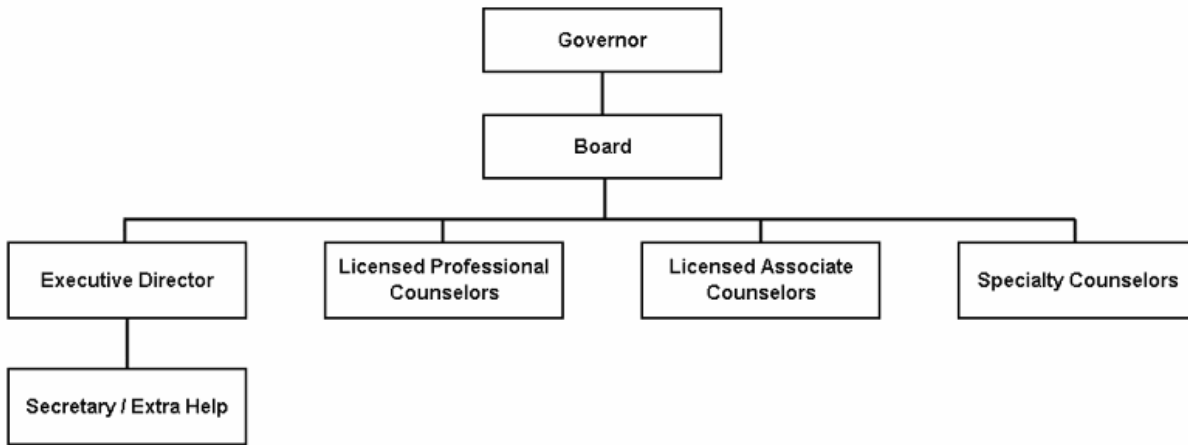 Governor
Board
Executive Director
Licensed Professional
Counselors
Licensed Associate
Counselors
Specialty Counselors
Secretary / Extra Help